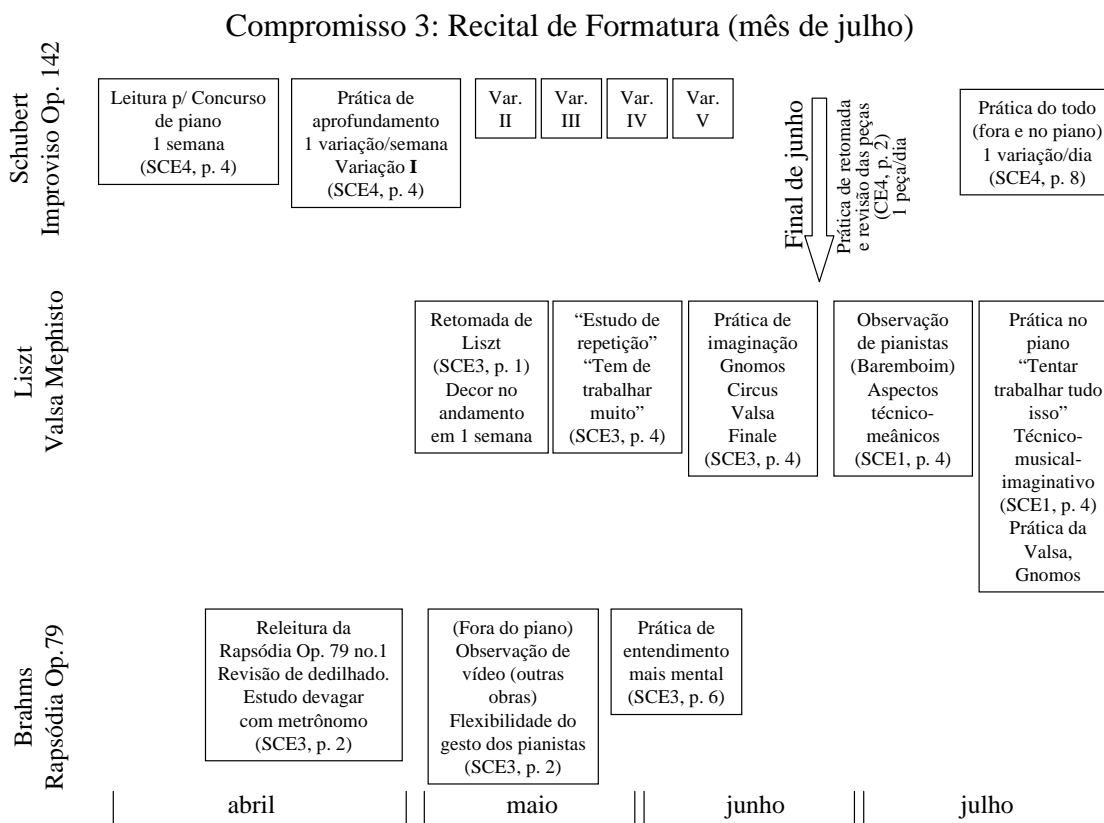 Compromisso 3: Recital de Formatura (mês de julho)
Schubert
Improviso Op. 142
Leitura p/ Concurso
de piano
1 semana
(SCE4, p. 4)
Prática de
aprofundamento
1 variação/semana
Variação I
(SCE4, p. 4)
Var.
II
Var.
III
Var.
IV
Var.
V
Final de junho
Prática de retomada
e revisão das peças
(CE4, p. 2)
1 peça/dia
Prática do todo
(fora e no piano)
1 variação/dia
(SCE4, p. 8)
Liszt
Valsa Mephisto
Retomada de
Liszt
(SCE3, p. 1)
Decor no
andamento
em 1 semana
“Estudo de
repetição”
“Tem de
trabalhar
muito”
(SCE3, p. 4)
Prática de
imaginação
Gnomos
Circus
Valsa
Finale
(SCE3, p. 4)
Observação
de pianistas
(Baremboim)
Aspectos
técnico-
meânicos
(SCE1, p. 4)
Prática no
piano
“Tentar
trabalhar tudo
isso”
Técnico-
musical-
imaginativo
(SCE1, p. 4)
Prática da
Valsa,
Gnomos
Brahms
Rapsódia Op.79
Releitura da
Rapsódia Op. 79 no.1
Revisão de dedilhado.
Estudo devagar
com metrônomo
(SCE3, p. 2)
(Fora do piano)
Observação de
vídeo (outras
obras)
Flexibilidade do
gesto dos pianistas
(SCE3, p. 2)
Prática de
entendimento
mais mental
(SCE3, p. 6)
abril
maio
junho
julho